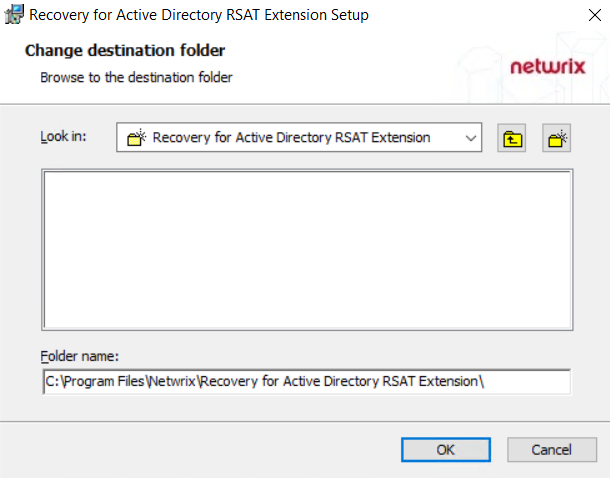 Recovery for Active Directory RSAT Extension Setup
Change destination folder
Browse to the destination folder
netwrix
Look in:
Recovery for Active Directory RSAT Extension
Folder name:
C:\Program Files\Netwrix\Recovery for Active Directory RSAT Extension\
OK
Cancel